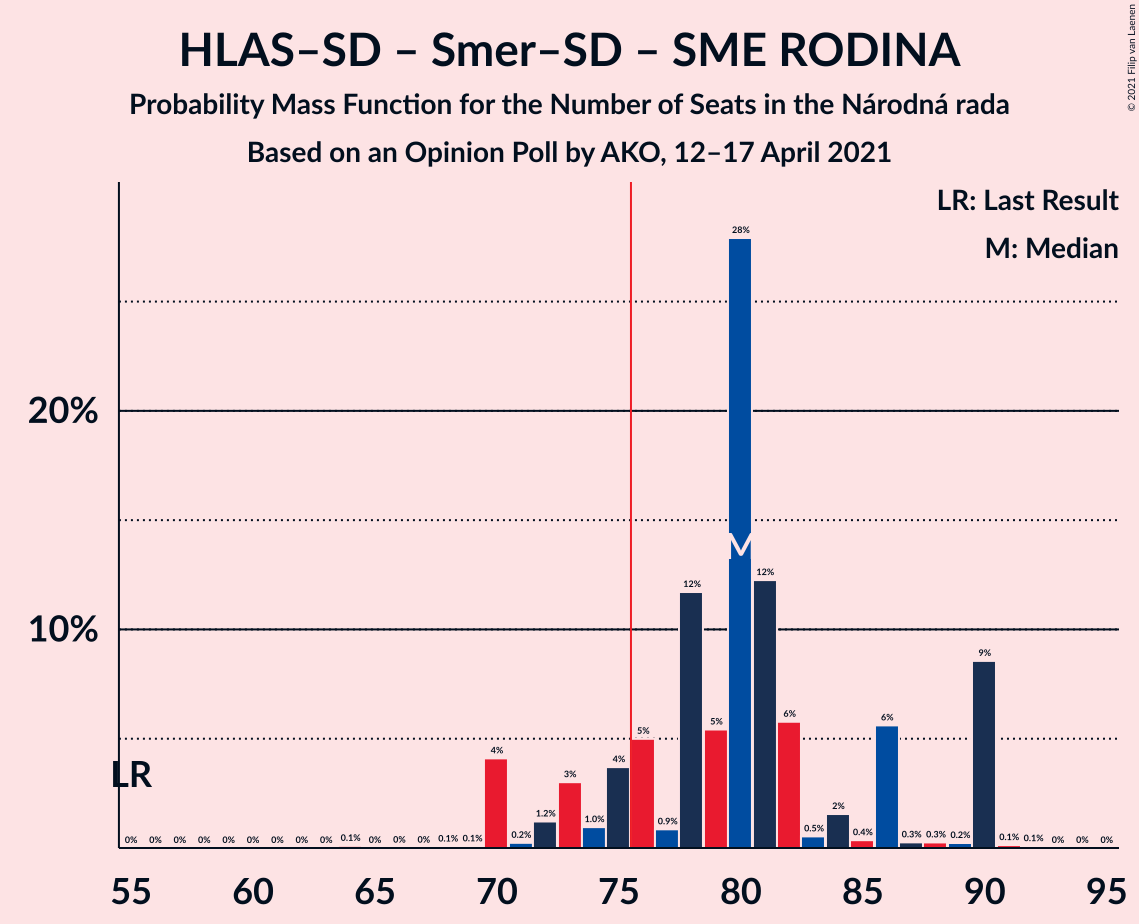 HLAS–SD – Smer–SD – SME RODINA
Probability Mass Function for the Number of Seats in the Národná rada
Based on an Opinion Poll by AKO, 12–17 April 2021
© 2021 Filip van Laenen
LR: Last Result
M: Median
20%
10%
LR
M
0% 0% 0% 0% 0% 0% 0% 0% 0% 0.1% 0% 0% 0% 0.1% 0.1% 4% 0.2% 1.2% 3% 1.0% 4% 5% 0.9% 12% 5% 28% 12% 6% 0.5% 2% 0.4% 6% 0.3% 0.3% 0.2% 9% 0.1% 0.1% 0% 0% 0%
55 60 65 70 75 80 85 90 95